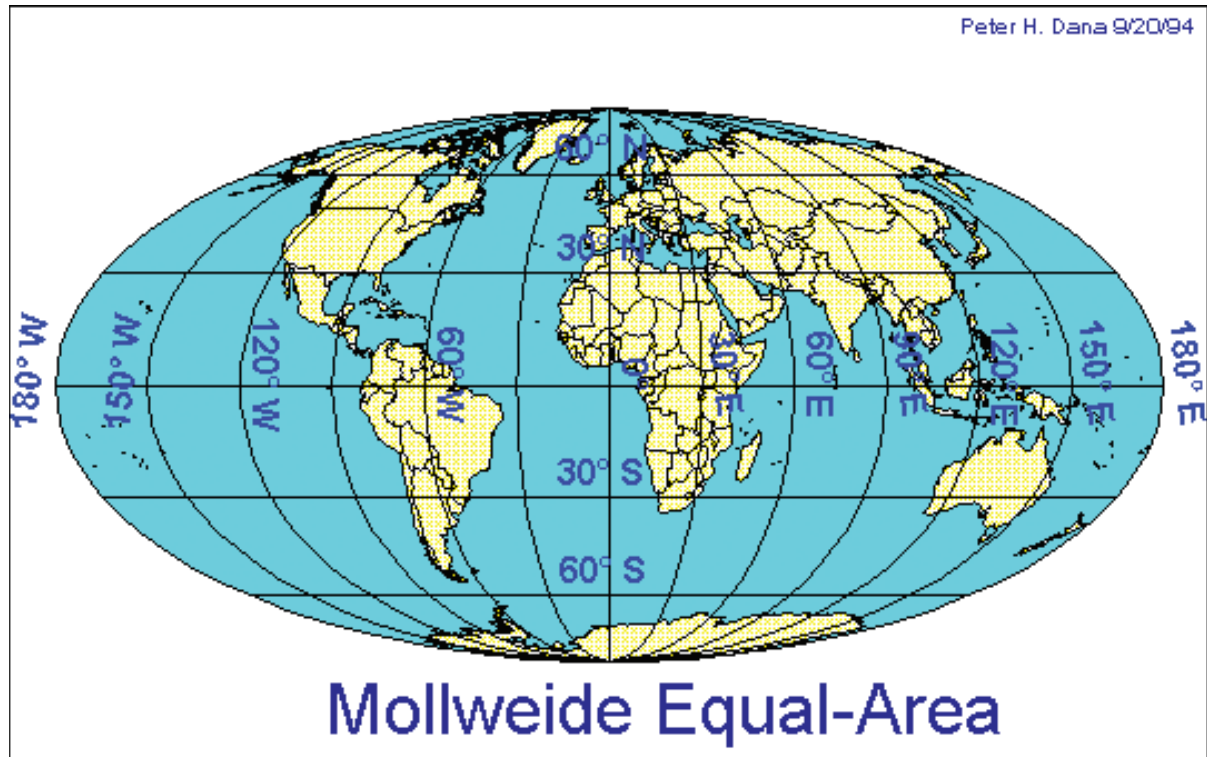 Peter H. Dana 9/20/94
60° N
30° N
180° W
150° W
120° W
60° W
0°
30° E
60° E
90° E
120° E
150° E
180° E
30° S
60° S
Mollweide Equal-Area